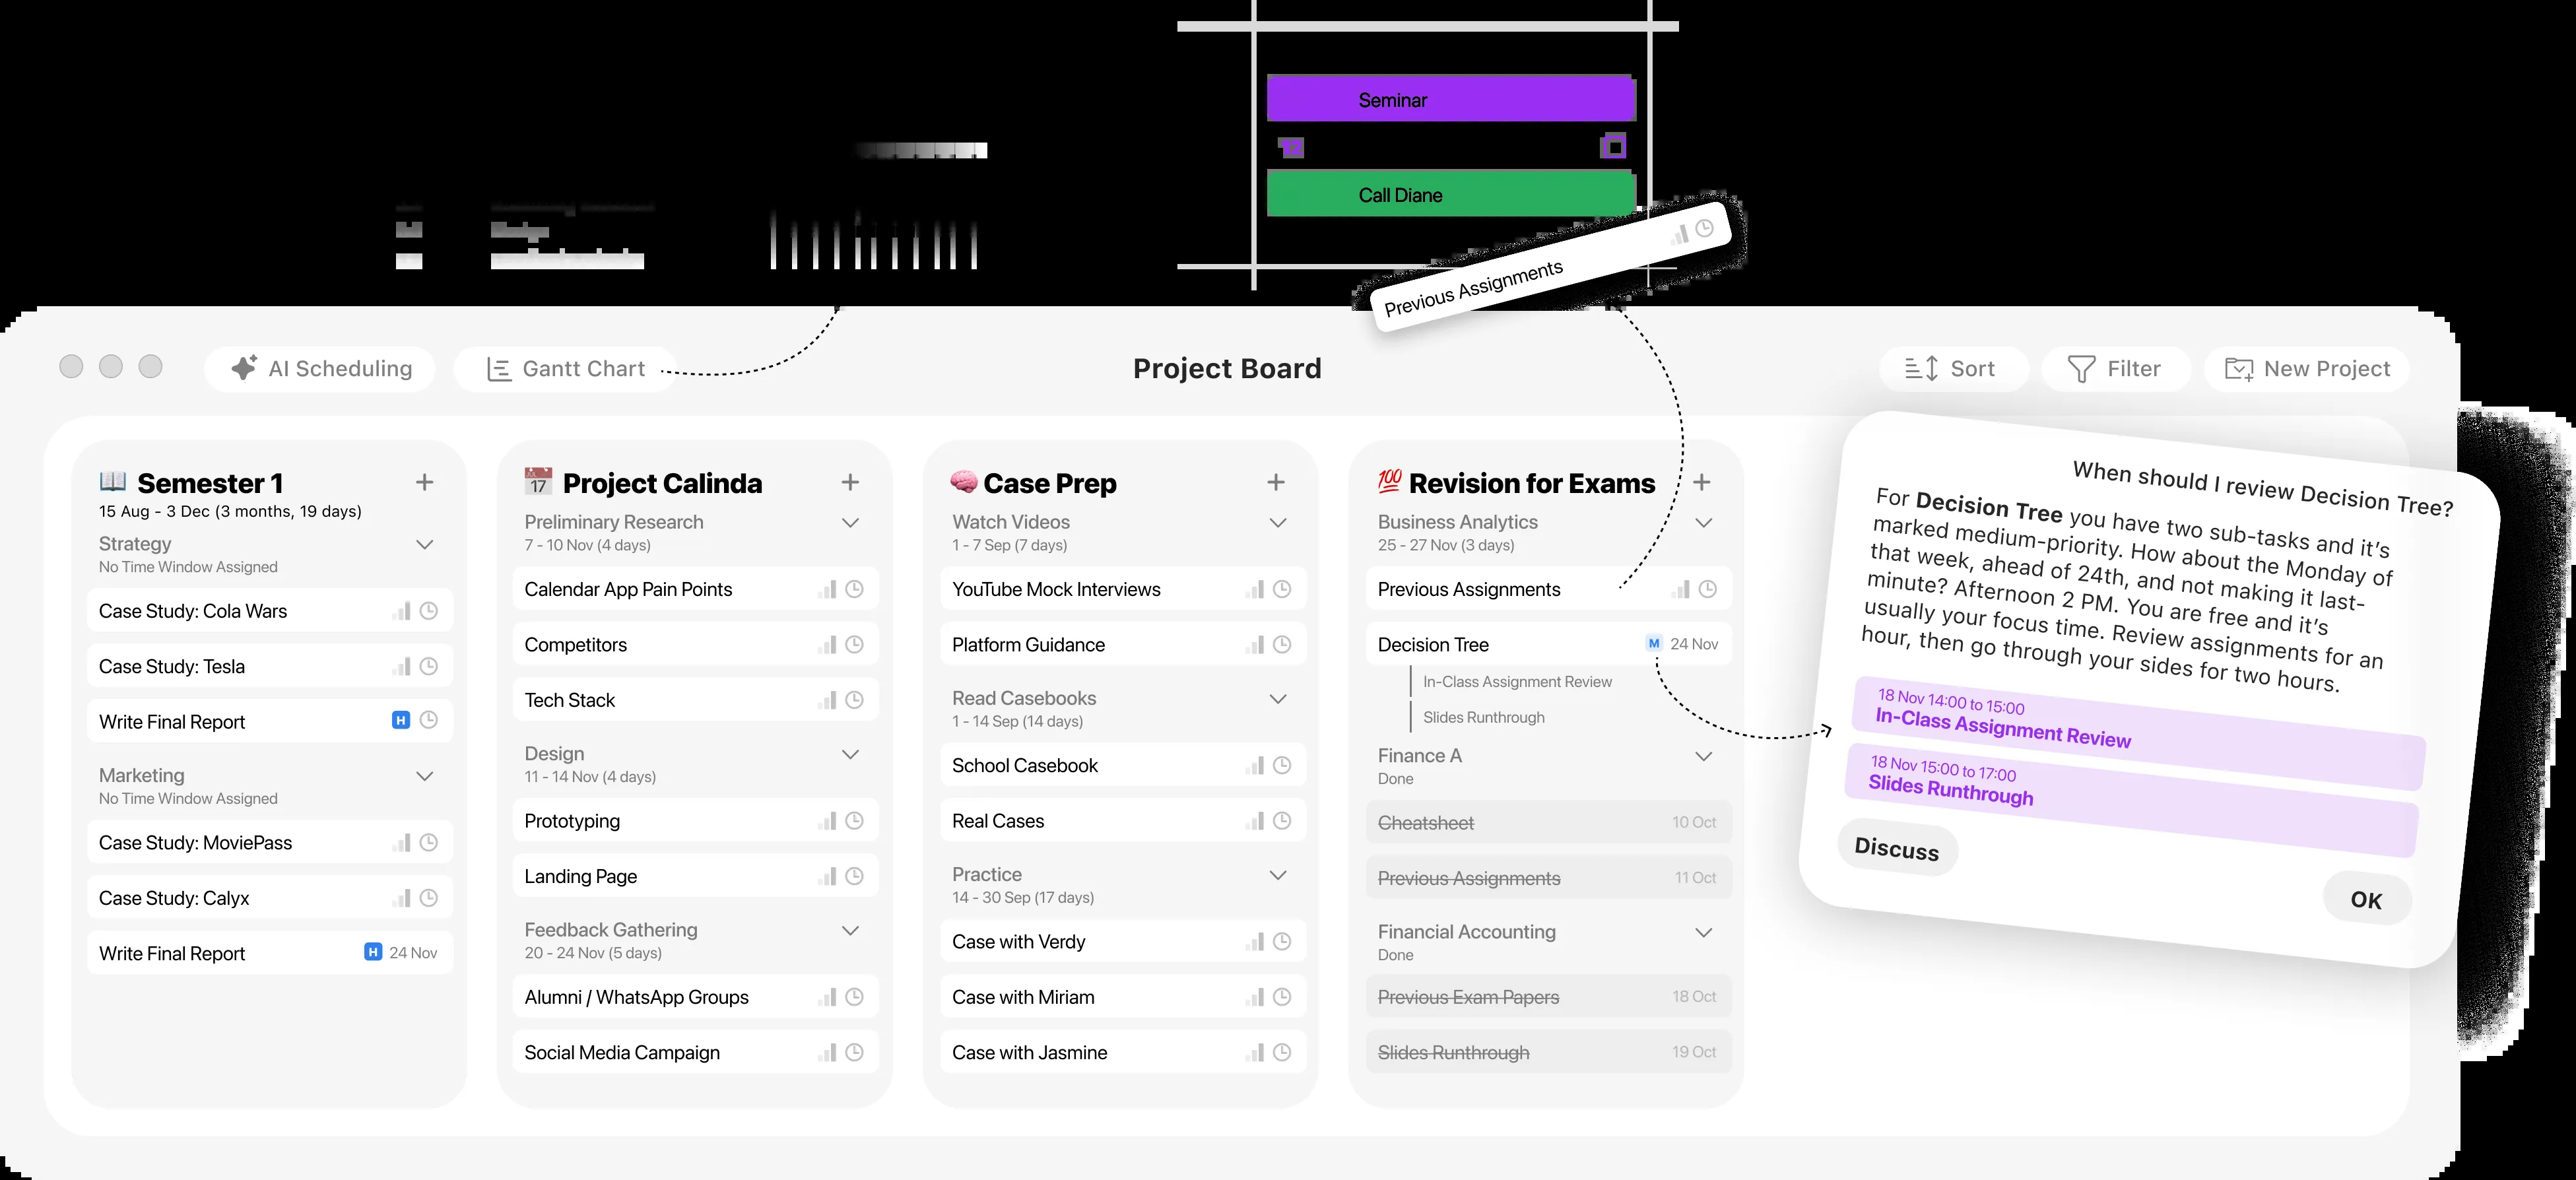 Seminar
12
Call Diane
Previous Assignments
AI Scheduling
Gantt Chart
Project Board
Sort
Filter
New Project
📖 Semester 1
15 Aug - 3 Dec (3 months, 19 days)
Strategy
No Time Window Assigned
Case Study: Cola Wars
Case Study: Tesla
Write Final Report H
Marketing
No Time Window Assigned
Case Study: MoviePass
Case Study: Calyx
Write Final Report H 24 Nov
17 Project Calinda
Preliminary Research
7 - 10 Nov (4 days)
Calendar App Pain Points
Competitors
Tech Stack
Design
11 - 14 Nov (4 days)
Prototyping
Landing Page
Feedback Gathering
20 - 24 Nov (5 days)
Alumni / WhatsApp Groups
Social Media Campaign
🧠 Case Prep
Watch Videos
1 - 7 Sep (7 days)
YouTube Mock Interviews
Platform Guidance
Read Casebooks
1 - 14 Sep (14 days)
School Casebook
Real Cases
Practice
14 - 30 Sep (17 days)
Case with Verdy
Case with Miriam
Case with Jasmine
💯 Revision for Exams
Business Analytics
25 - 27 Nov (3 days)
Previous Assignments
Decision Tree M 24 Nov
In-Class Assignment Review
Slides Runthrough
Finance A
Done
Cheatsheet 10 Oct
Previous Assignments 11 Oct
Financial Accounting
Done
Previous Exam Papers 18 Oct
Slides Runthrough 19 Oct
When should I review Decision Tree?
For Decision Tree you have two sub-tasks and it's
marked medium-priority. How about the Monday of
that week, ahead of 24th, and not making it last-
minute? Afternoon 2 PM. You are free and it's
usually your focus time. Review assignments for an
hour, then go through your sides for two hours.
18 Nov 14:00 to 15:00
In-Class Assignment Review
18 Nov 15:00 to 17:00
Slides Runthrough
Discuss
OK